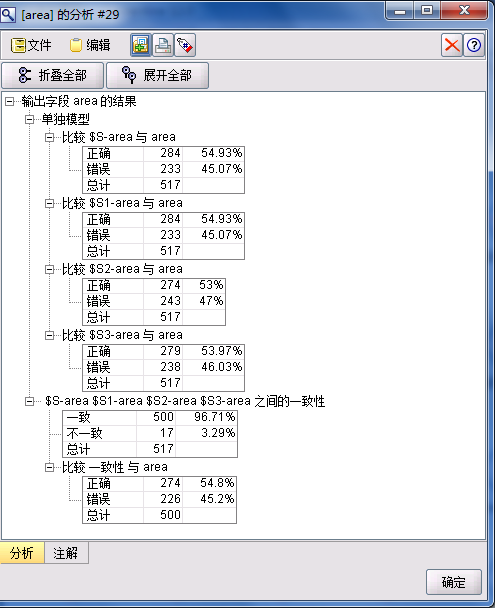 [area] 的分析 #29
文件 编辑
折叠全部 展开全部
输出字段 area 的结果
单独模型
比较 $S-area 与 area
正确 284 54.93%
错误 233 45.07%
总计 517
比较 $S1-area 与 area
正确 284 54.93%
错误 233 45.07%
总计 517
比较 $S2-area 与 area
正确 274 53%
错误 243 47%
总计 517
比较 $S3-area 与 area
正确 279 53.97%
错误 238 46.03%
总计 517
$S-area $S1-area $S2-area $S3-area 之间的一致性
一致 500 96.71%
不一致 17 3.29%
总计 517
比较 一致性 与 area
正确 274 54.8%
错误 226 45.2%
总计 500
分析 注解
确定